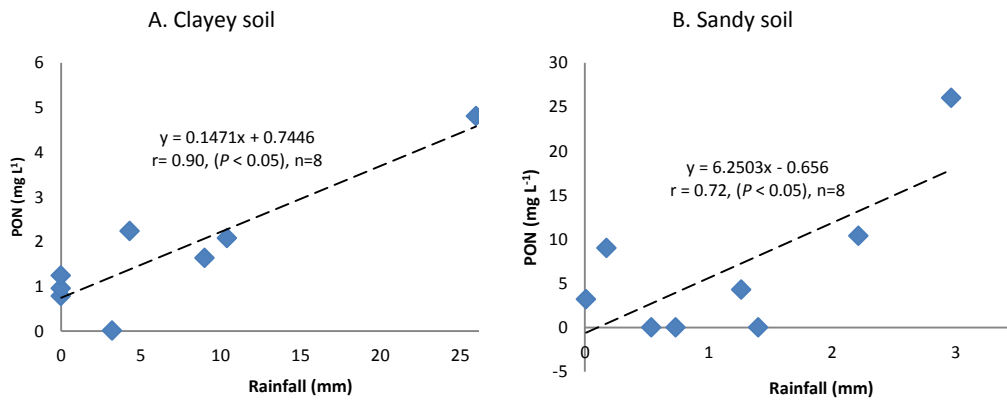 A. Clayey soil
6
5
4
3
2
1
0
PON (mg L¹)
y = 0.1471x + 0.7446
r= 0.90, (P < 0.05), n=8
0
5
10
15
20
25
Rainfall (mm)
B. Sandy soil
30
25
20
15
10
5
0
-5
PON (mg L⁻¹)
y = 6.2503x - 0.656
r = 0.72, (P < 0.05), n=8
0
1
2
3
Rainfall (mm)